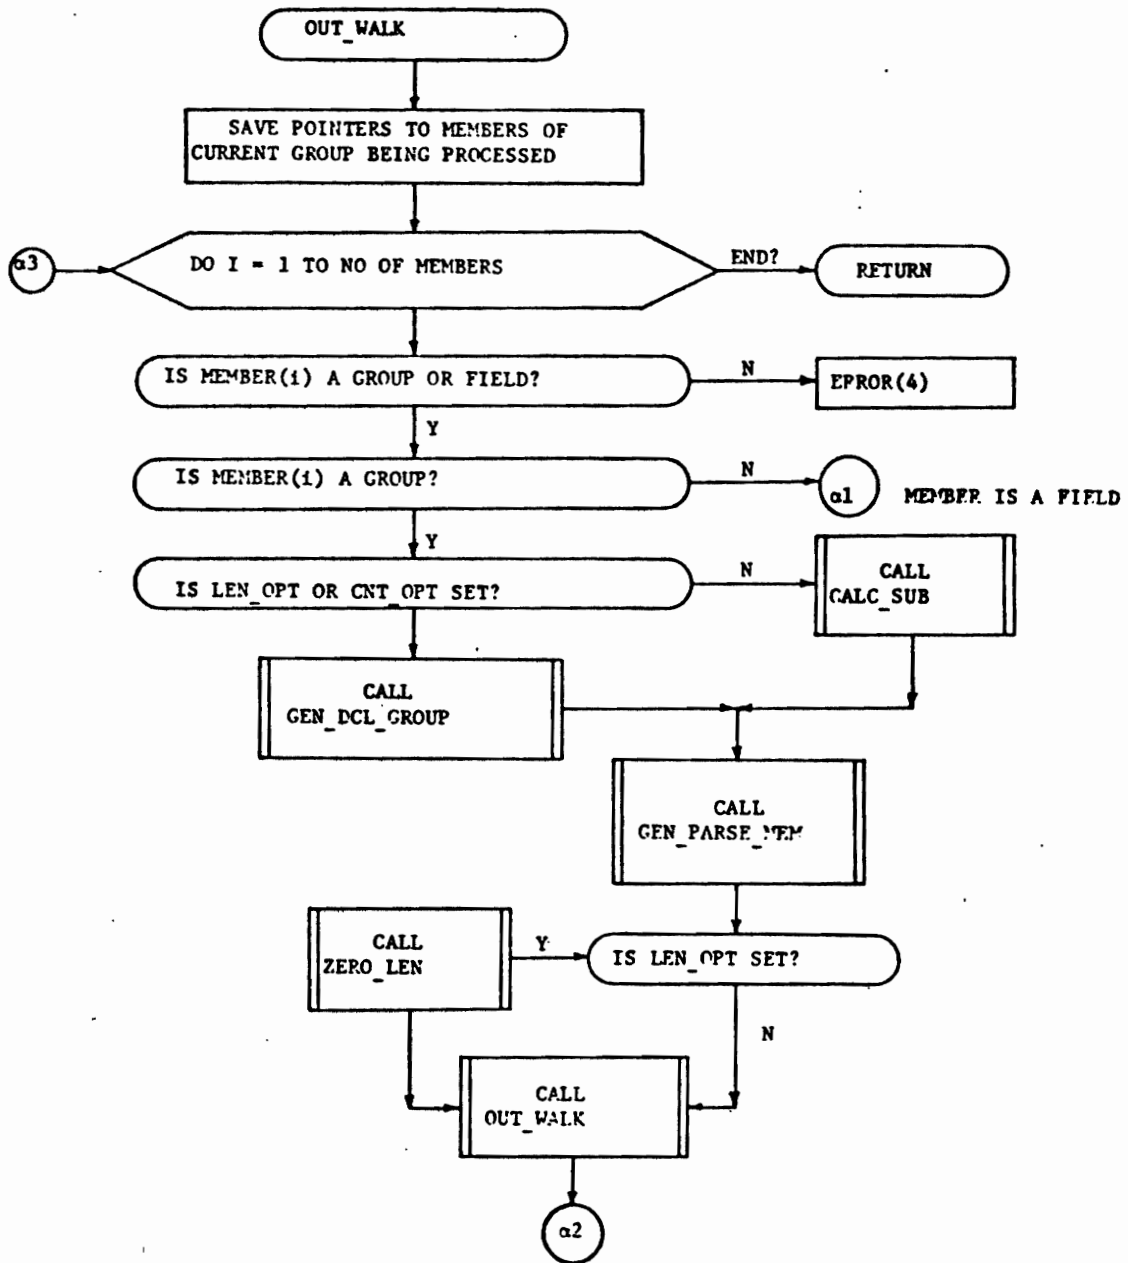 OUT_WALK
SAVE POINTERS TO MEMBERS OF
CURRENT GROUP BEING PROCESSED
α3
DO I = 1 TO NO OF MEMBERS
END?
RETURN
IS MEMBER(i) A GROUP OR FIELD?
N
EPROR(4)
Y
IS MEMBER(i) A GROUP?
N
α1
MEMBER IS A FIELD
Y
IS LEN_OPT OR CNT_OPT SET?
N
CALL
CALC_SUB
CALL
GEN_DCL_GROUP
CALL
GEN_PARSE_MEM
CALL
ZERO_LEN
Y
IS LEN_OPT SET?
N
CALL
OUT_WALK
α2